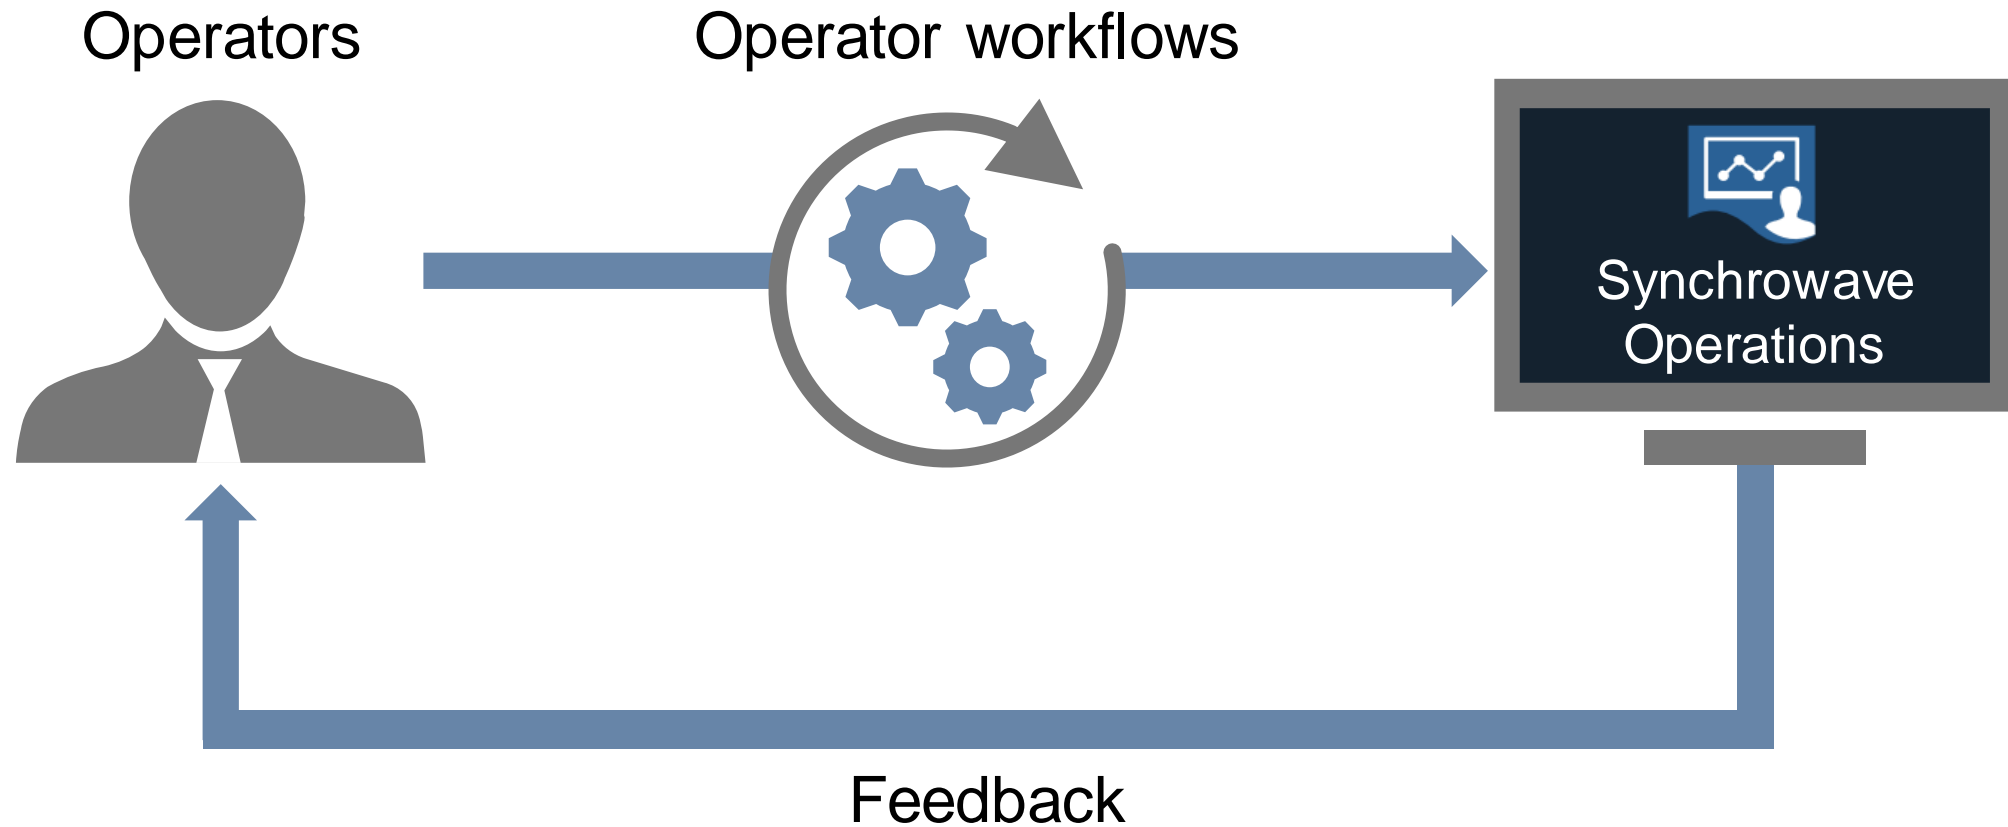 Operators
Operator workflows
Synchrowave
Operations
Feedback